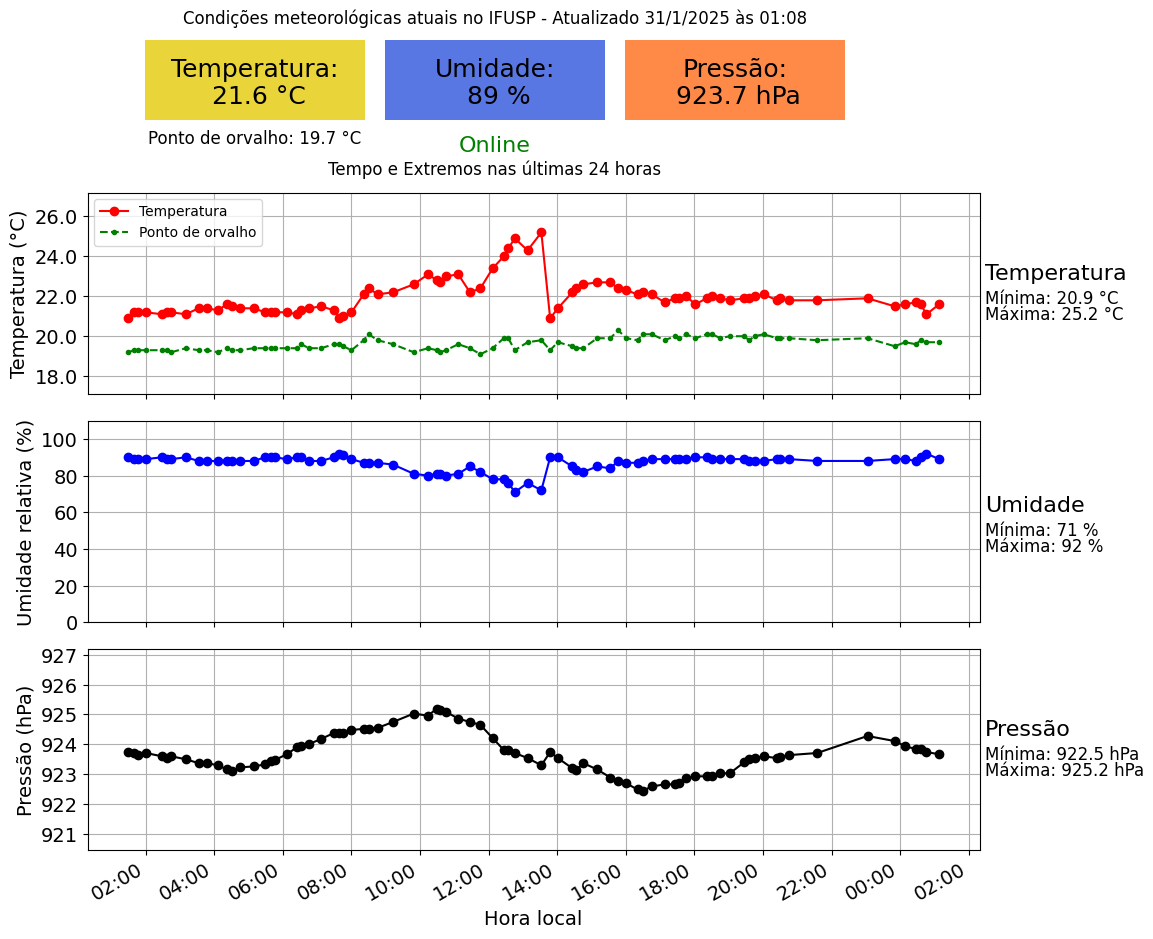 Condições meteorológicas atuais no IFUSP - Atualizado 31/1/2025 às 01:08
Temperatura:
21.6 °C
Umidade:
89 %
Pressão:
923.7 hPa
Ponto de orvalho: 19.7 °C
Online
Tempo e Extremos nas últimas 24 horas
Temperatura (°C)
26.0
24.0
22.0
20.0
18.0
Temperatura
Ponto de orvalho
Temperatura
Mínima: 20.9 °C
Máxima: 25.2 °C
Umidade relativa (%)
100
80
60
40
20
0
Umidade
Mínima: 71 %
Máxima: 92 %
Pressão (hPa)
927
926
925
924
923
922
921
Pressão
Mínima: 922.5 hPa
Máxima: 925.2 hPa
02:00 04:00 06:00 08:00 10:00 12:00 14:00 16:00 18:00 20:00 22:00 00:00 02:00
Hora local